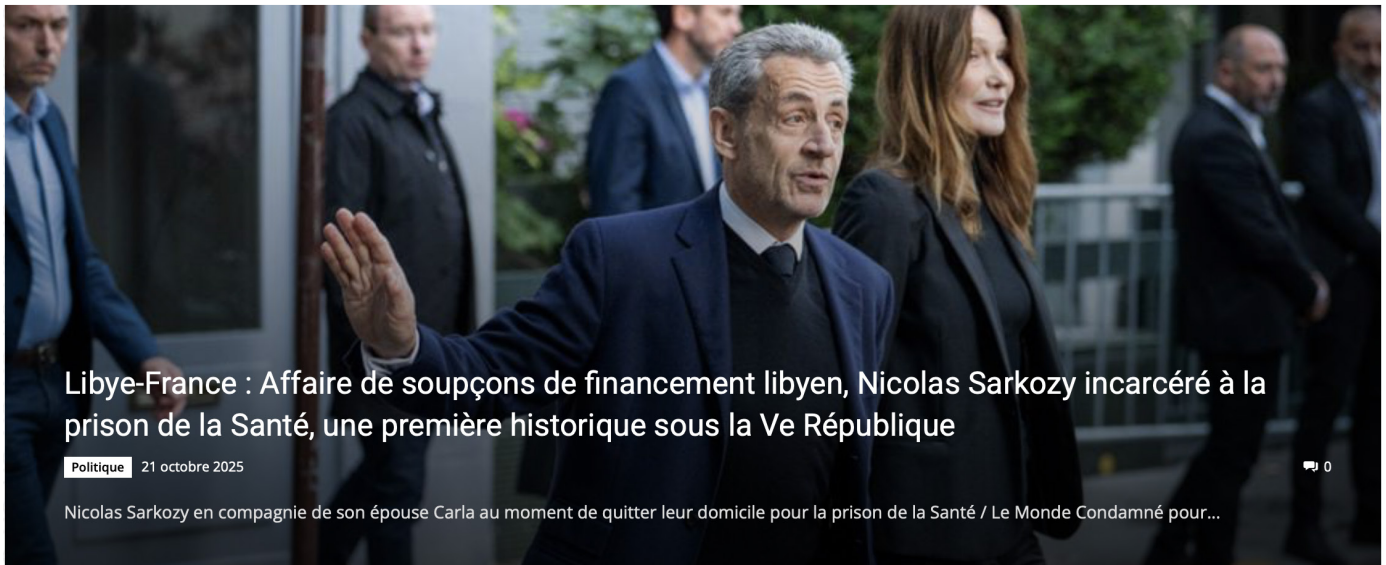 Libye-France : Affaire de soupçons de financement libyen, Nicolas Sarkozy incarcéré à la
prison de la Santé, une première historique sous la Ve République
Politique 21 octobre 2025 0
Nicolas Sarkozy en compagnie de son épouse Carla au moment de quitter leur domicile pour la prison de la Santé / Le Monde Condamné pour...